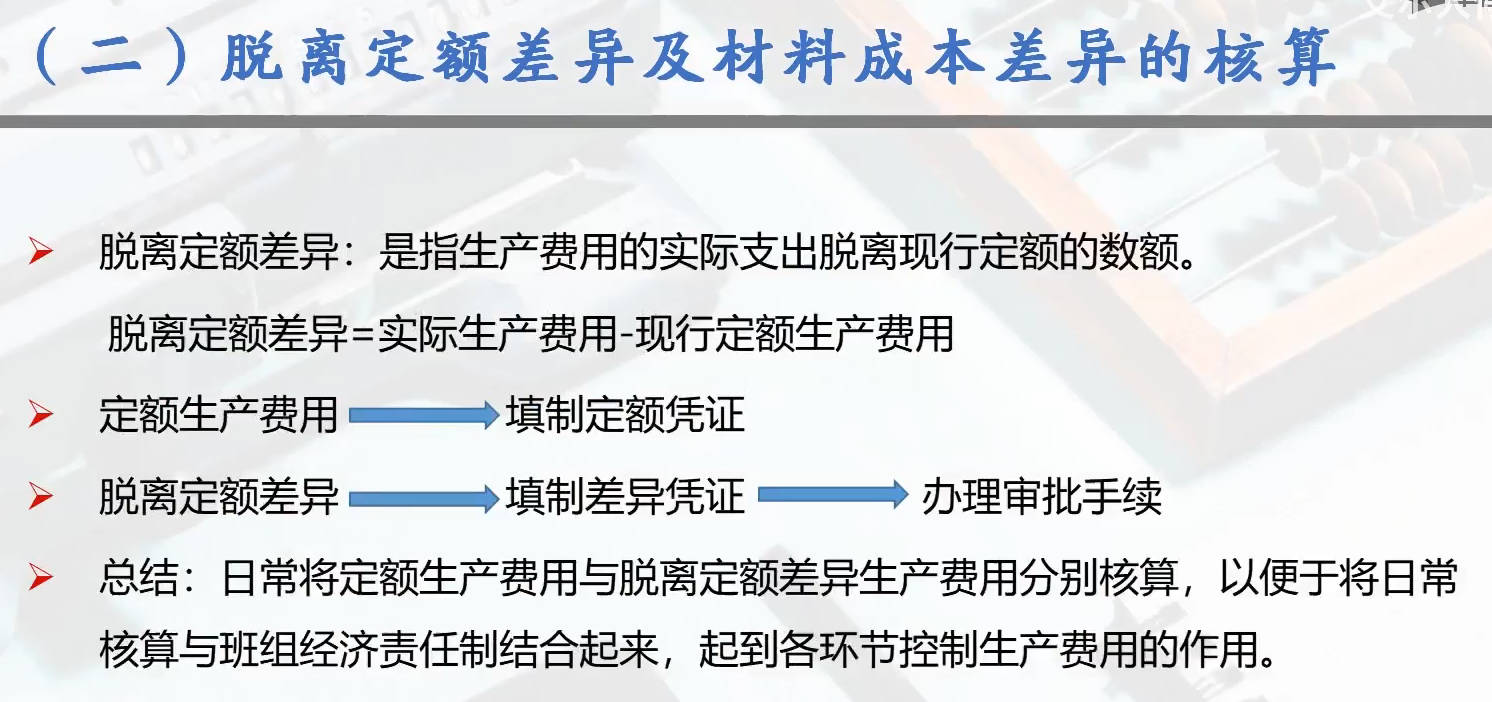 （二）脱离定额差异及材料成本差异的核算
脱离定额差异：是指生产费用的实际支出脱离现行定额的数额。
脱离定额差异=实际生产费用-现行定额生产费用
定额生产费用 填制定额凭证
脱离定额差异 填制差异凭证 办理审批手续
总结：日常将定额生产费用与脱离定额差异生产费用分别核算，以便于将日常
核算与班组经济责任制结合起来，起到各环节控制生产费用的作用。